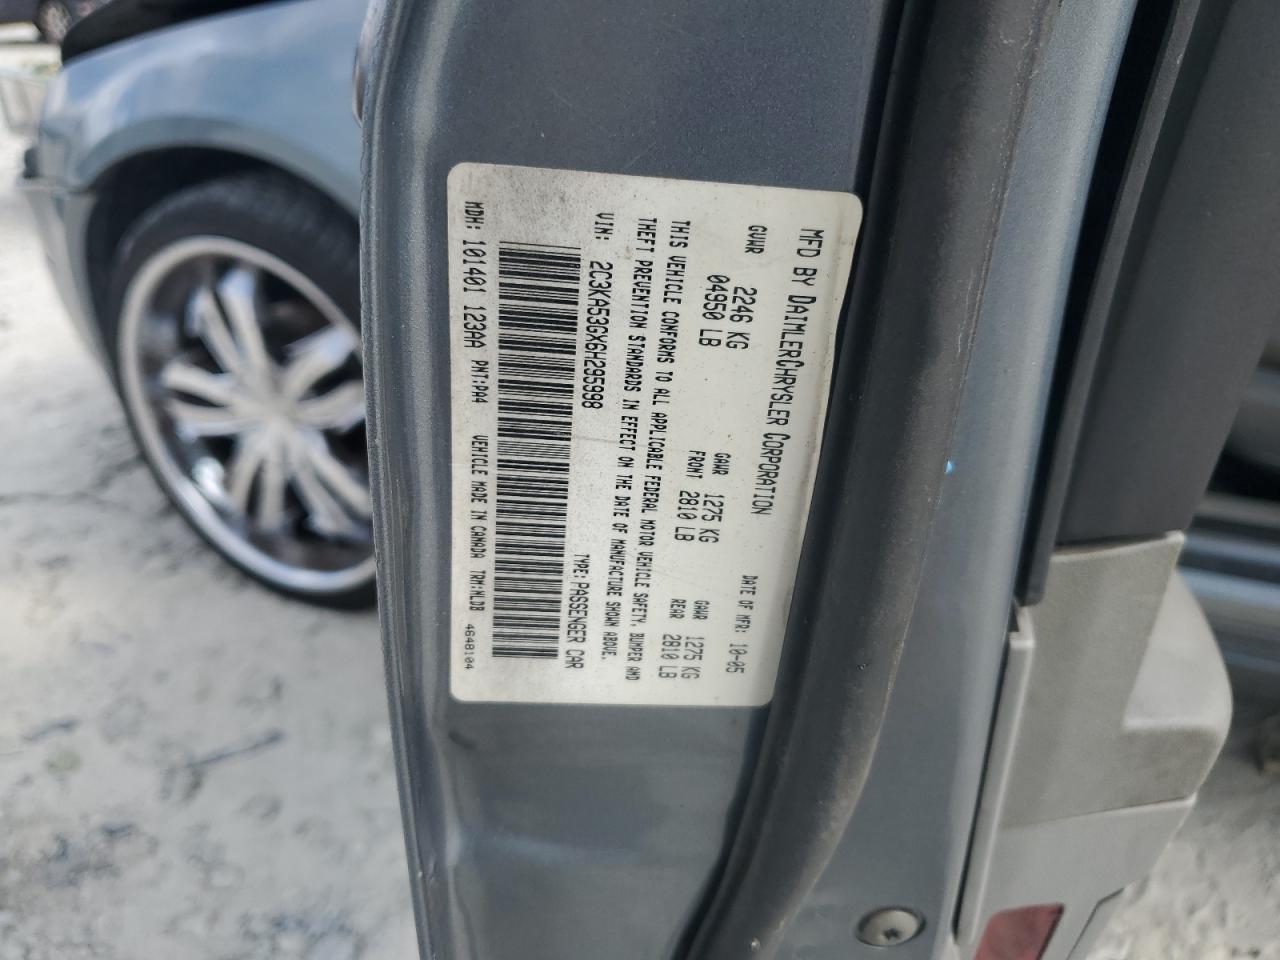 MFD BY DAIMLERCHRYSLER CORPORATION
DATE OF MFR: 10-05
GVWR 2246 KG GAWR 1275 KG GAWR 1275 KG
04950 LB FRONT 2810 LB REAR 2810 LB
THIS VEHICLE CONFORMS TO ALL APPLICABLE FEDERAL MOTOR VEHICLE SAFETY, BUMPER AND
THEFT PREVENTION STANDARDS IN EFFECT ON THE DATE OF MANUFACTURE SHOWN ABOVE.
VIN: 2C3KA53GX6H295998 TYPE: PASSENGER CAR
MDH: 101401 123AA PNT:PA4 VEHICLE MADE IN CANADA TRM:MLDB 4648104